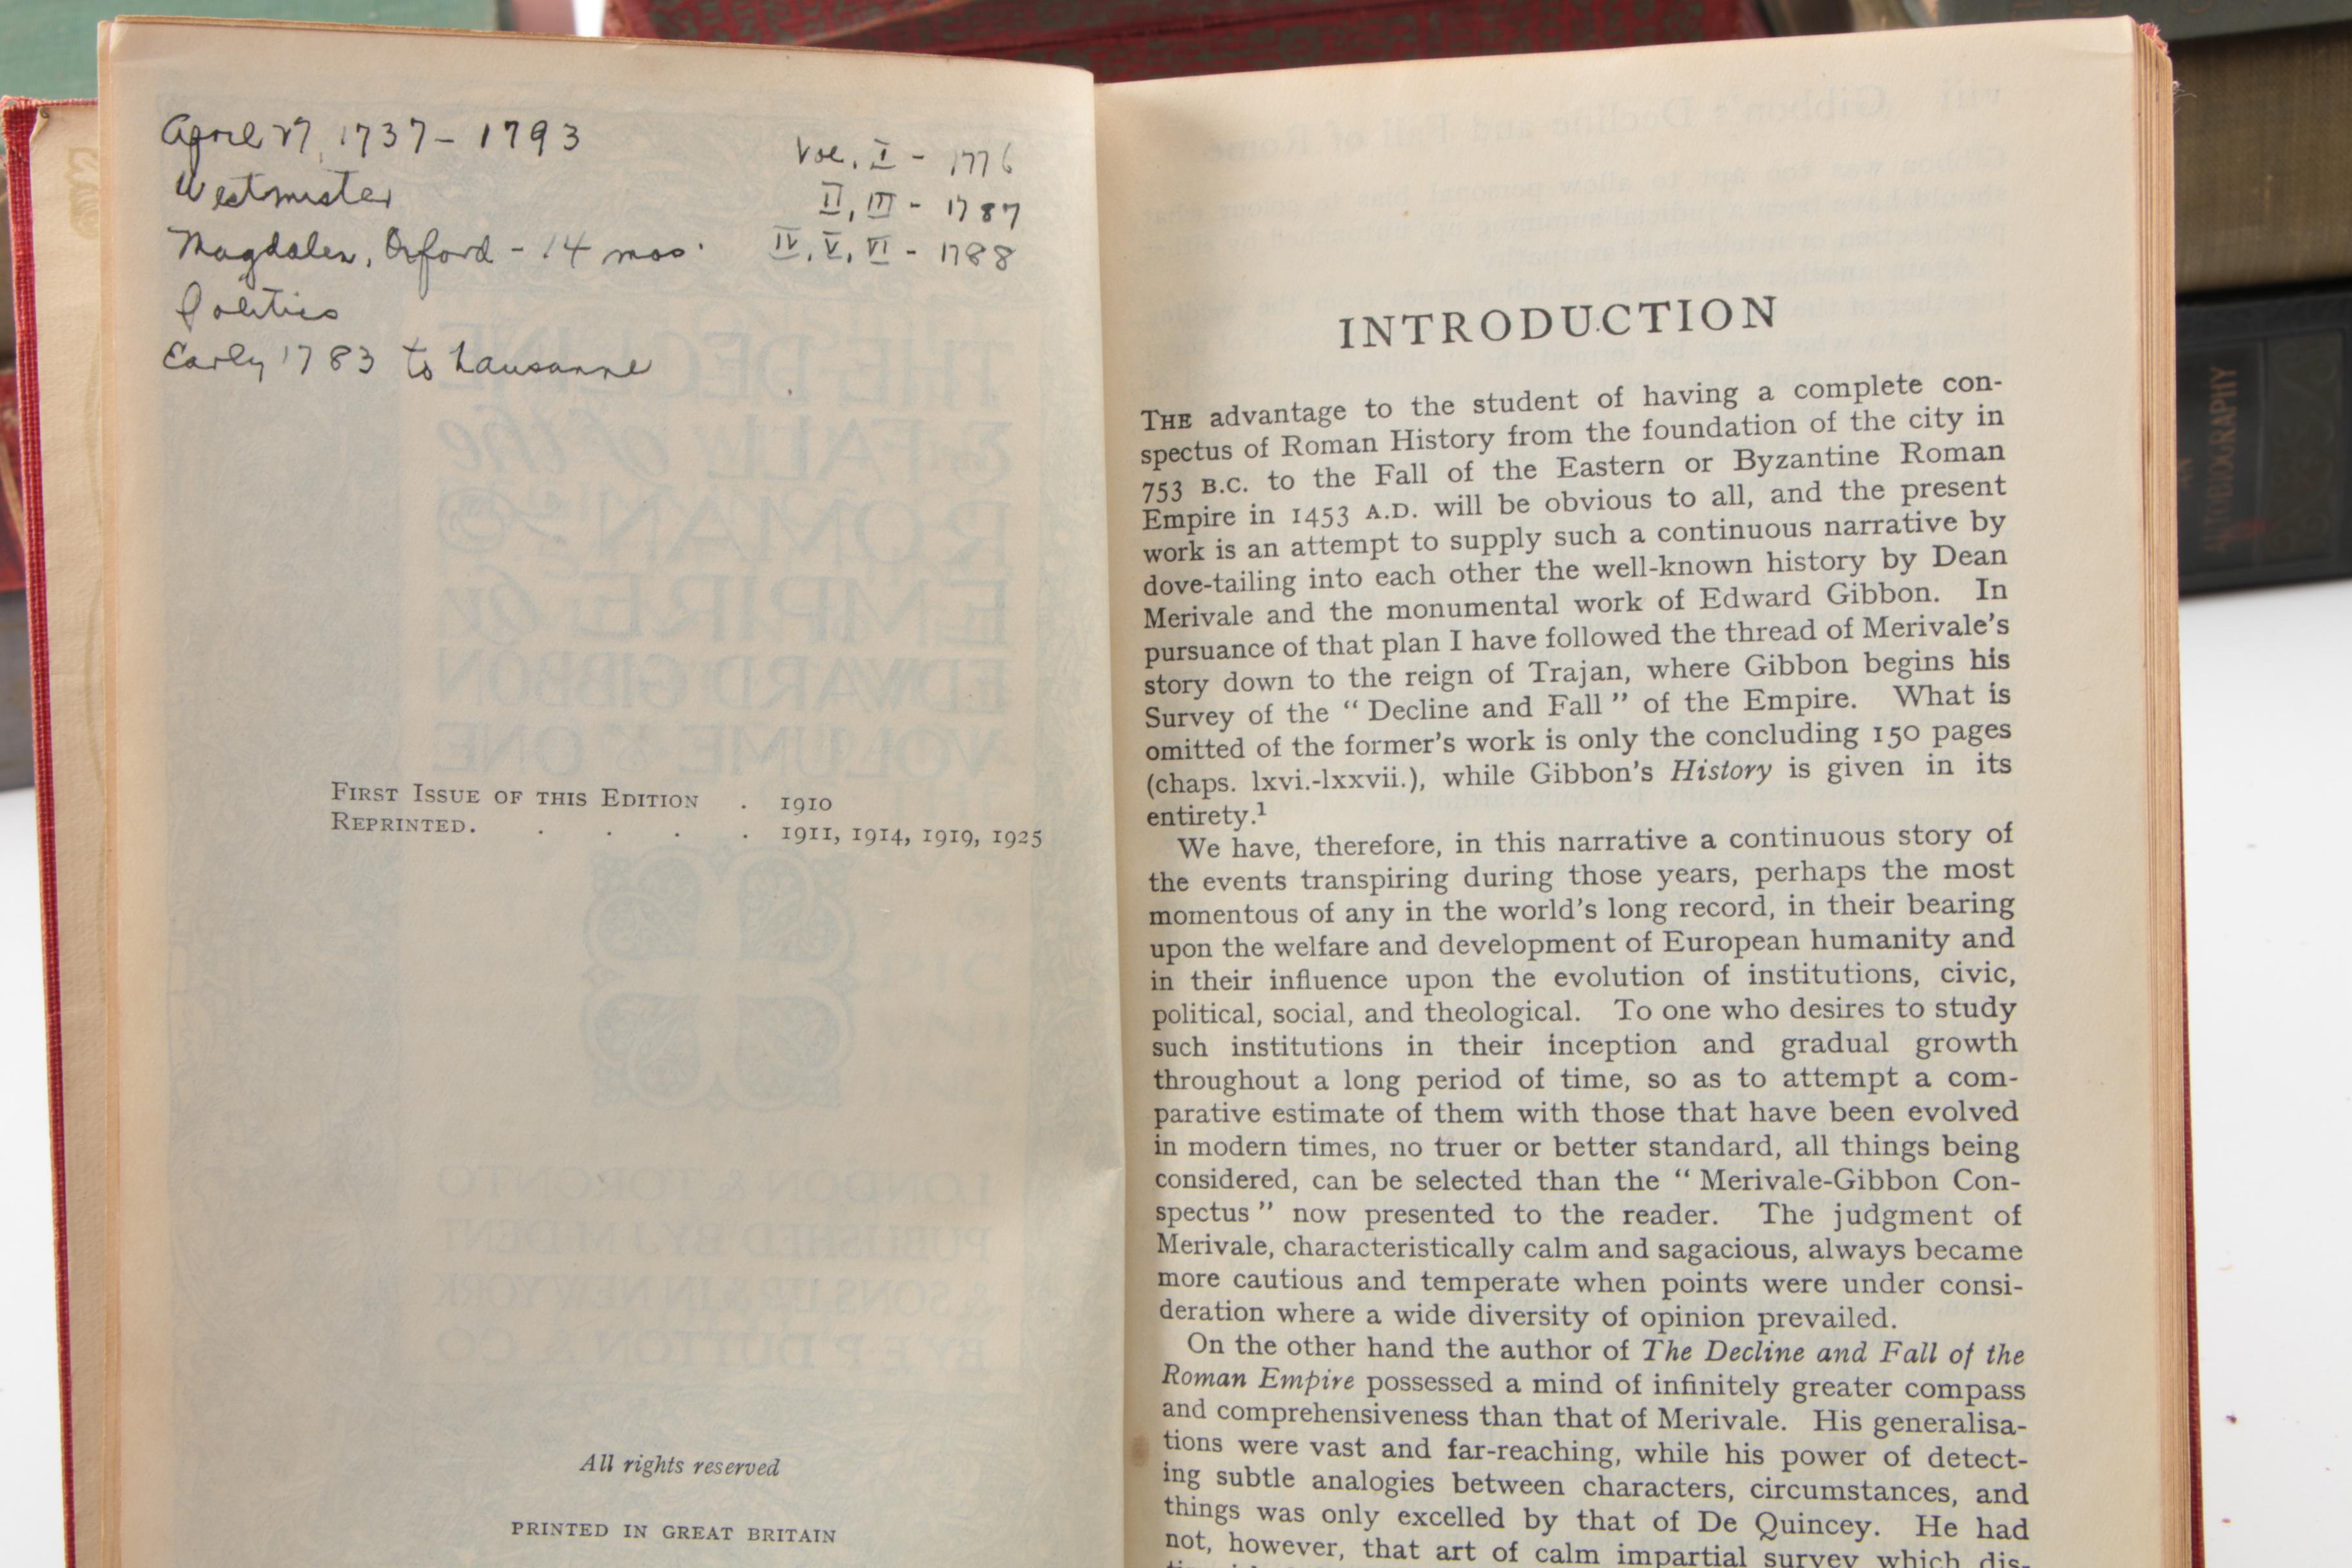 April 27, 1737 - 1793
Westmister
Magdalen, Oxford - 14 mos.
Politics
Early 1783 to Lausanne
Vol. I - 1776
II, III - 1787
IV, V, VI - 1788
FIRST ISSUE OF THIS EDITION . 1910
REPRINTED . . . . . 1911, 1914, 1919, 1925
All rights reserved
PRINTED IN GREAT BRITAIN
INTRODUCTION
THE advantage to the student of having a complete con-
spectus of Roman History from the foundation of the city in
753 B.C. to the Fall of the Eastern or Byzantine Roman
Empire in 1453 A.D. will be obvious to all, and the present
work is an attempt to supply such a continuous narrative by
dove-tailing into each other the well-known history by Dean
Merivale and the monumental work of Edward Gibbon. In
pursuance of that plan I have followed the thread of Merivale's
story down to the reign of Trajan, where Gibbon begins his
Survey of the "Decline and Fall" of the Empire. What is
omitted of the former's work is only the concluding 150 pages
(chaps. lxvi.-lxxvii.), while Gibbon's History is given in its
entirety.¹
We have, therefore, in this narrative a continuous story of
the events transpiring during those years, perhaps the most
momentous of any in the world's long record, in their bearing
upon the welfare and development of European humanity and
in their influence upon the evolution of institutions, civic,
political, social, and theological. To one who desires to study
such institutions in their inception and gradual growth
throughout a long period of time, so as to attempt a com-
parative estimate of them with those that have been evolved
in modern times, no truer or better standard, all things being
considered, can be selected than the "Merivale-Gibbon Con-
spectus" now presented to the reader. The judgment of
Merivale, characteristically calm and sagacious, always became
more cautious and temperate when points were under consi-
deration where a wide diversity of opinion prevailed.
On the other hand the author of The Decline and Fall of the
Roman Empire possessed a mind of infinitely greater compass
and comprehensiveness than that of Merivale. His generalisa-
tions were vast and far-reaching, while his power of detect-
ing subtle analogies between characters, circumstances, and
things was only excelled by that of De Quincey. He had
not, however, that art of calm impartial survey which dis-
AUTOBIOGRAPHY